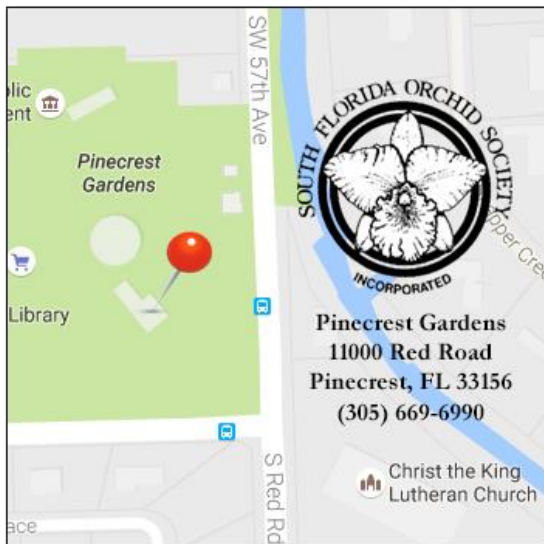 SW 57th Ave
Pinecrest
Gardens
Library
SOUTH FLORIDA ORCHID SOCIETY
INCORPORATED
Pinecrest Gardens
11000 Red Road
Pinecrest, FL 33156
(305) 669-6990
S Red Rd
Christ the King
Lutheran Church